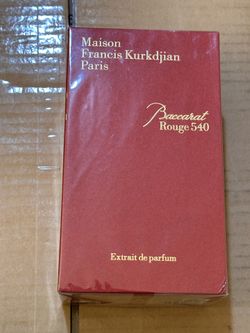 Maison
Francis Kurkdjian
Paris
Baccarat
Rouge 540
Extrait de parfum